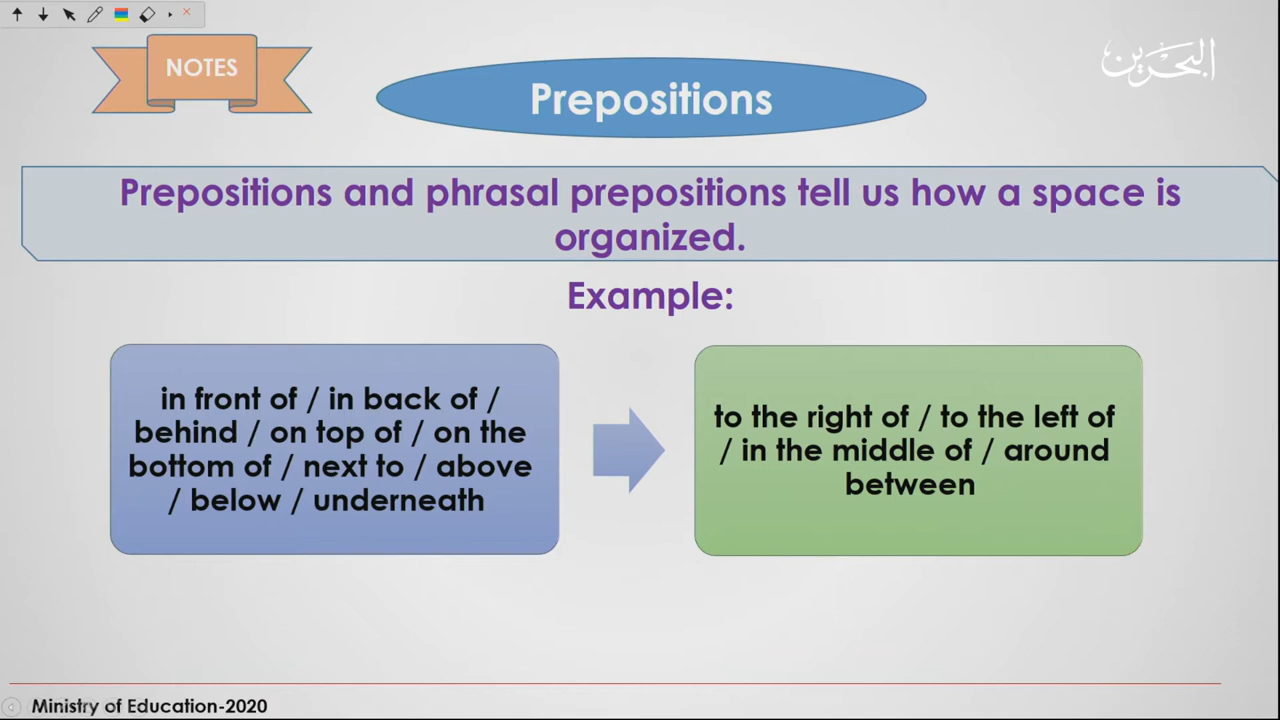 NOTES
البحرين
Prepositions
Prepositions and phrasal prepositions tell us how a space is
organized.
Example:
in front of / in back of /
behind / on top of / on the
bottom of / next to / above
/ below / underneath
to the right of / to the left of
/ in the middle of / around
between
Ministry of Education-2020